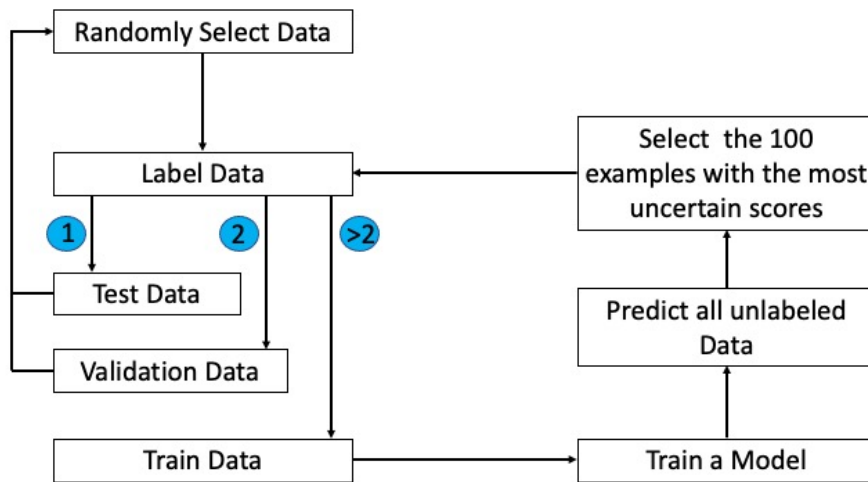 Randomly Select Data
Label Data
1
2
>2
Test Data
Validation Data
Train Data
Select the 100
examples with the most
uncertain scores
Predict all unlabeled
Data
Train a Model